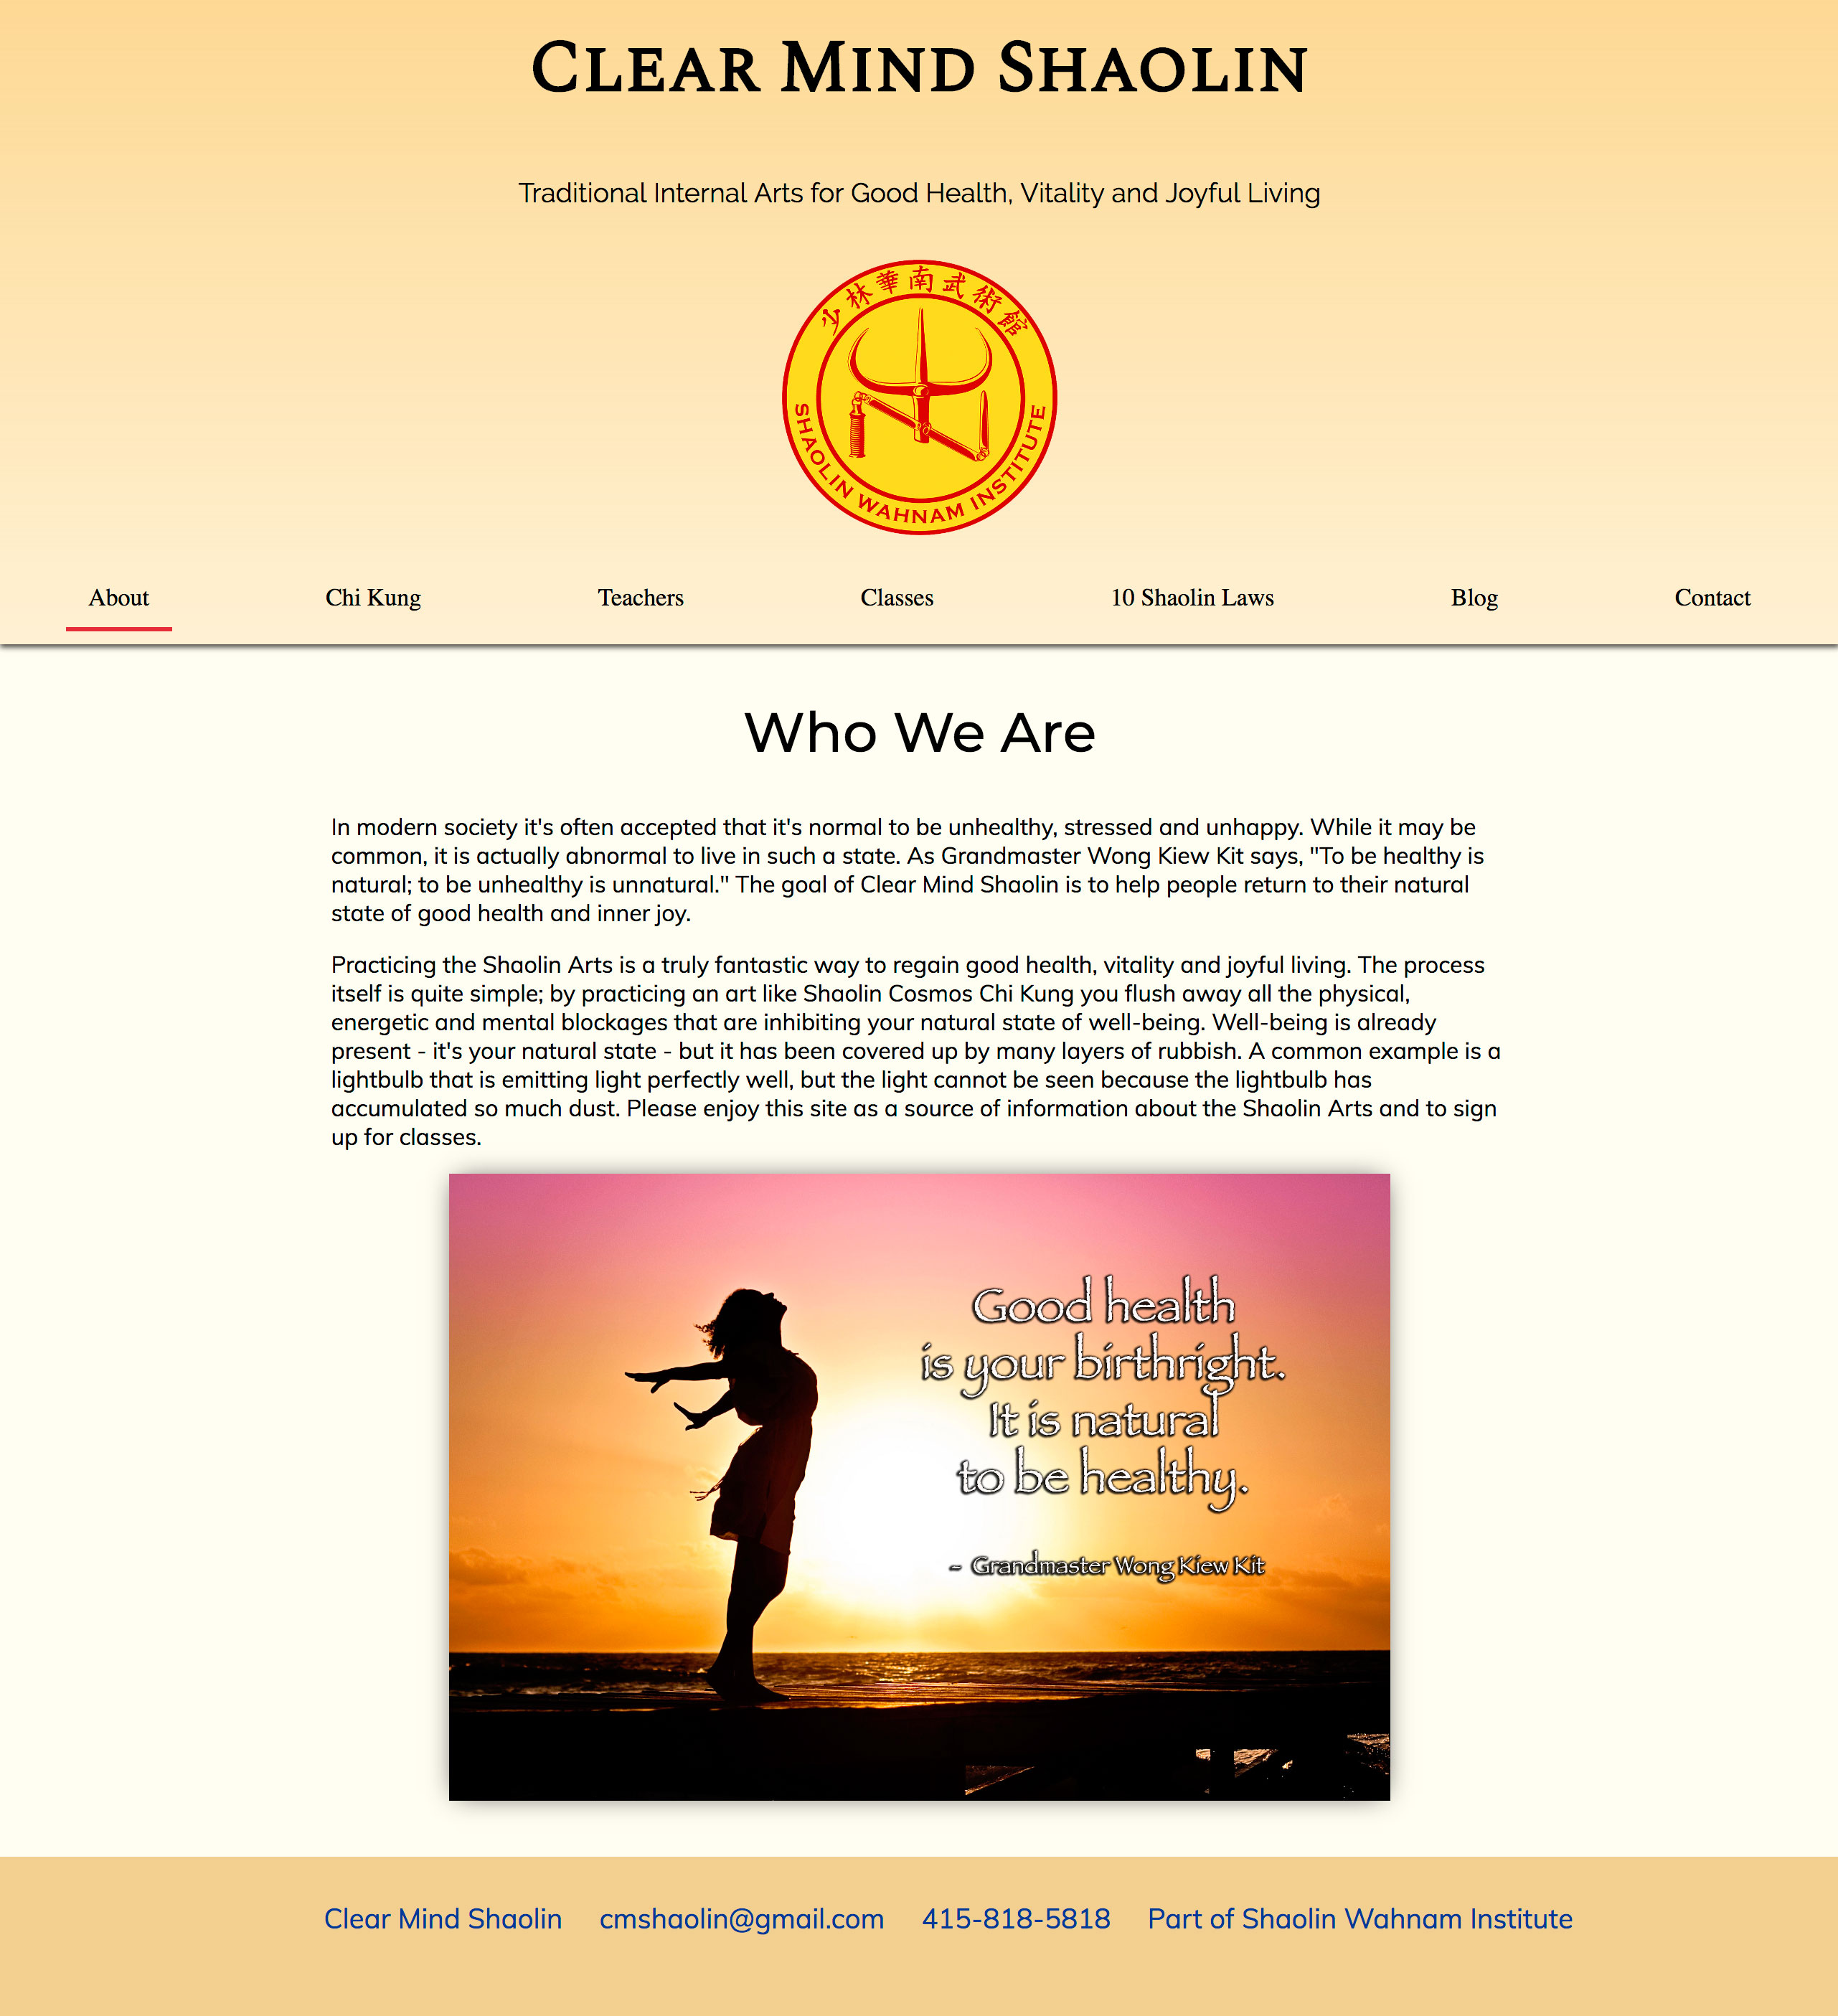 Clear Mind Shaolin
Traditional Internal Arts for Good Health, Vitality and Joyful Living
少林華南武術館
SHAOLIN WAHNAM INSTITUTE
About Chi Kung Teachers Classes 10 Shaolin Laws Blog Contact
Who We Are
In modern society it's often accepted that it's normal to be unhealthy, stressed and unhappy. While it may be
common, it is actually abnormal to live in such a state. As Grandmaster Wong Kiew Kit says, "To be healthy is
natural; to be unhealthy is unnatural." The goal of Clear Mind Shaolin is to help people return to their natural
state of good health and inner joy.
Practicing the Shaolin Arts is a truly fantastic way to regain good health, vitality and joyful living. The process
itself is quite simple; by practicing an art like Shaolin Cosmos Chi Kung you flush away all the physical,
energetic and mental blockages that are inhibiting your natural state of well-being. Well-being is already
present - it's your natural state - but it has been covered up by many layers of rubbish. A common example is a
lightbulb that is emitting light perfectly well, but the light cannot be seen because the lightbulb has
accumulated so much dust. Please enjoy this site as a source of information about the Shaolin Arts and to sign
up for classes.
Good health
is your birthright.
It is natural
to be healthy.
- Grandmaster Wong Kiew Kit
Clear Mind Shaolin cmshaolin@gmail.com 415-818-5818 Part of Shaolin Wahnam Institute